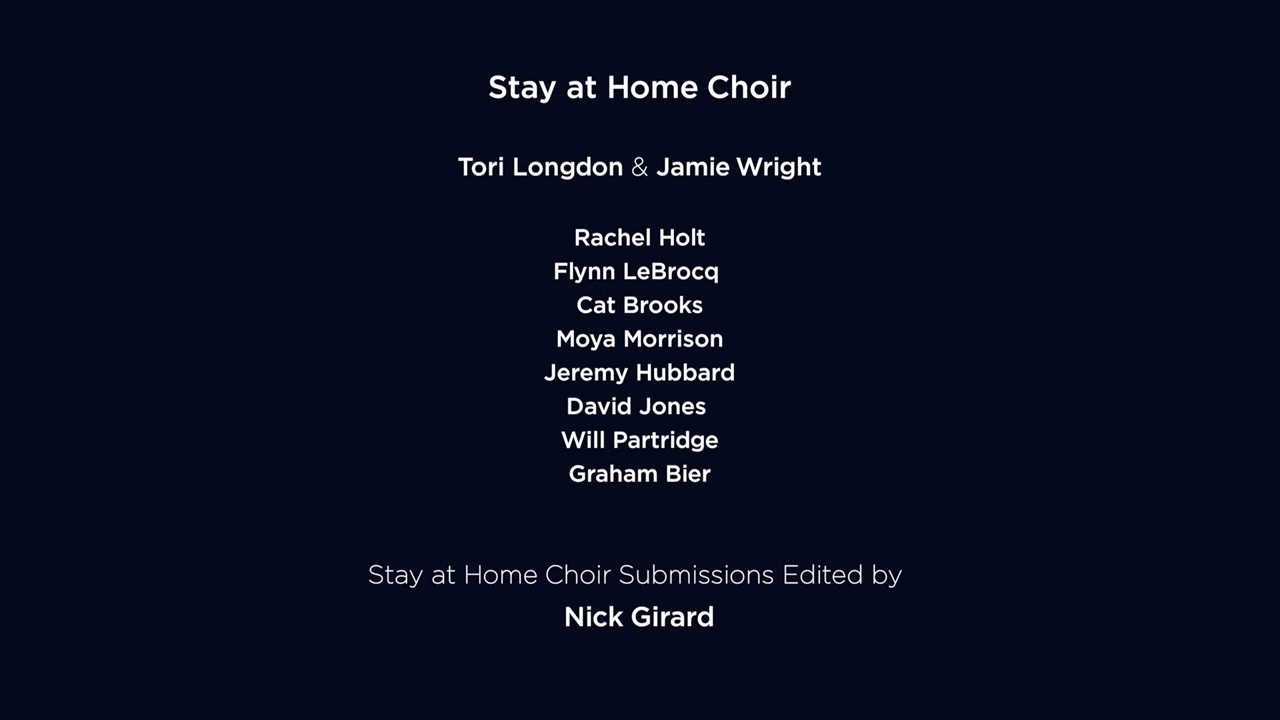 Stay at Home Choir
Tori Longdon & Jamie Wright
Rachel Holt
Flynn LeBrocq
Cat Brooks
Moya Morrison
Jeremy Hubbard
David Jones
Will Partridge
Graham Bier
Stay at Home Choir Submissions Edited by
Nick Girard